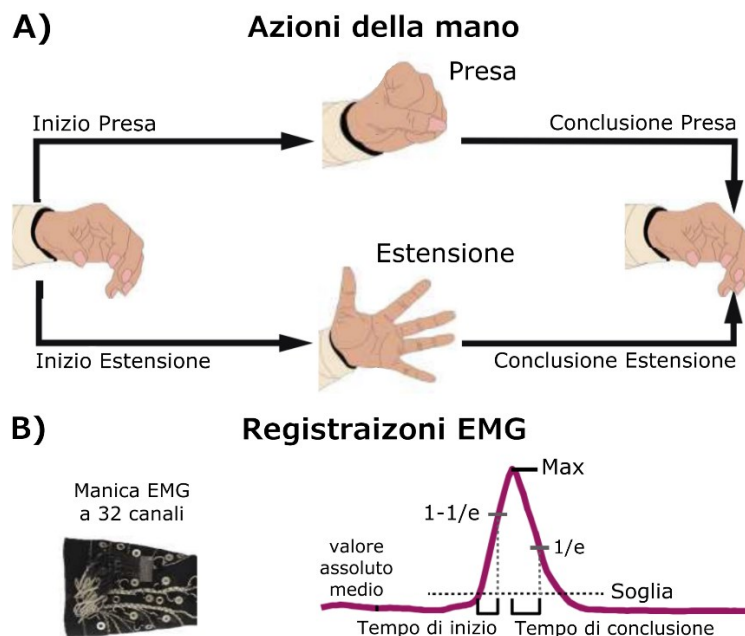 A) Azioni della mano
Presa
Inizio Presa
Conclusione Presa
Estensione
Inizio Estensione
Conclusione Estensione
B) Registraizoni EMG
Manica EMG
a 32 canali
Max
1-1/e
1/e
valore
assoluto
medio
Soglia
Tempo di inizio
Tempo di conclusione